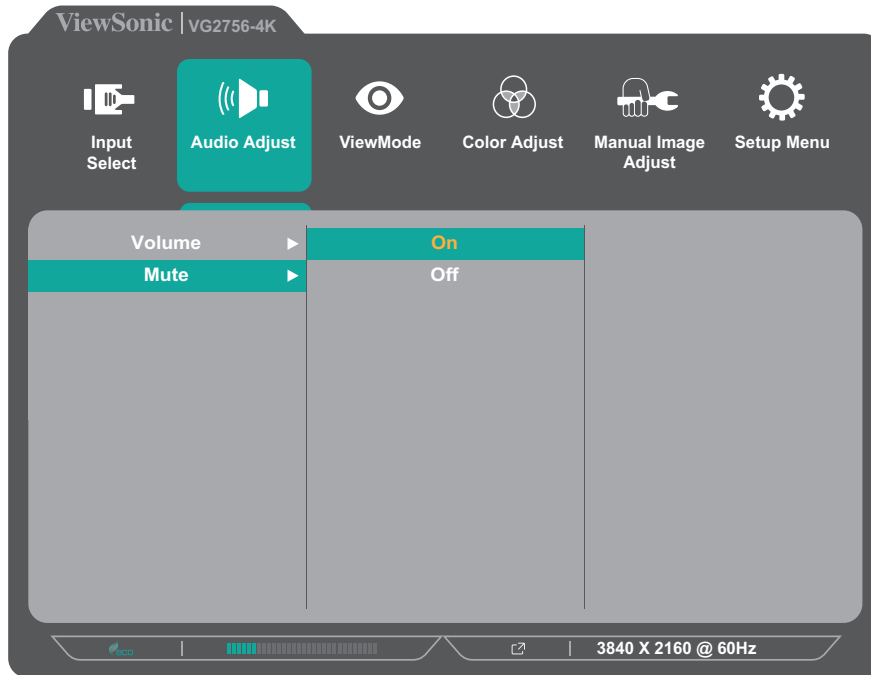 ViewSonic | VG2756-4K
Input Select
Audio Adjust
ViewMode
Color Adjust
Manual Image Adjust
Setup Menu
Volume
On
Mute
Off
eco
3840 X 2160 @ 60Hz